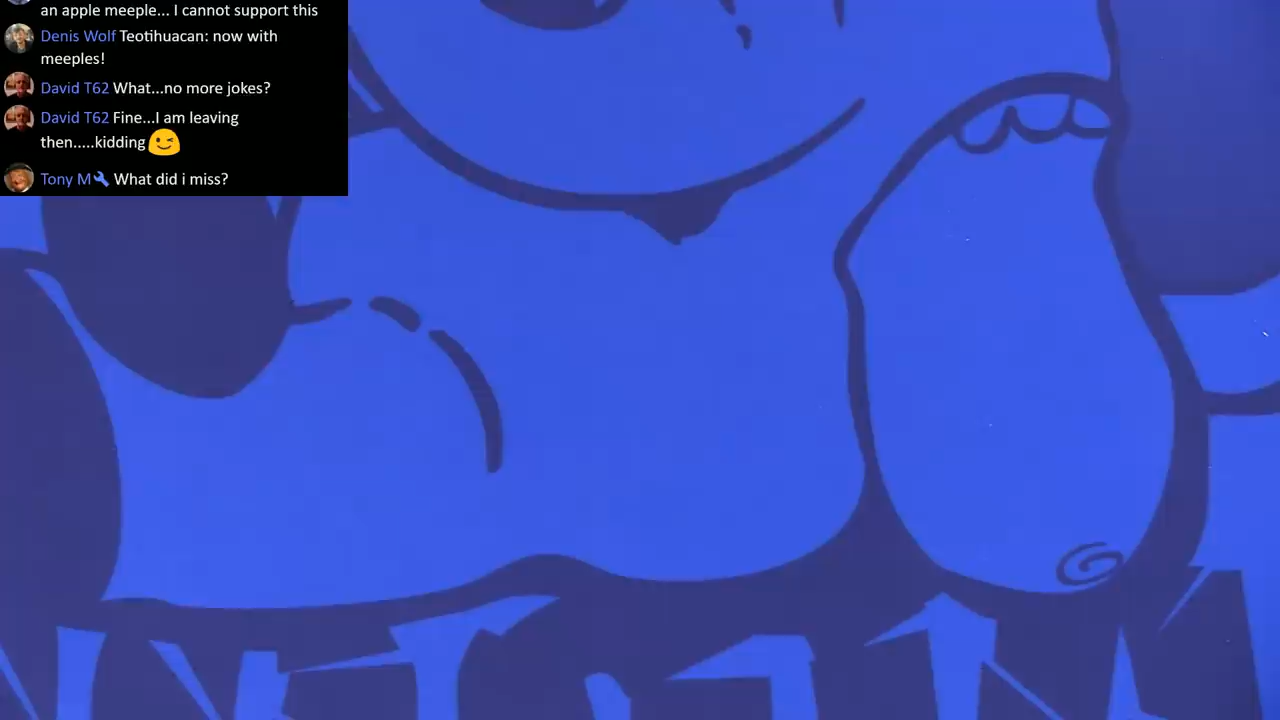 an apple meeple... I cannot support this
Denis Wolf Teotihuacan: now with
meeples!
David T62 What...no more jokes?
David T62 Fine...I am leaving
then.....kidding
Tony M What did i miss?